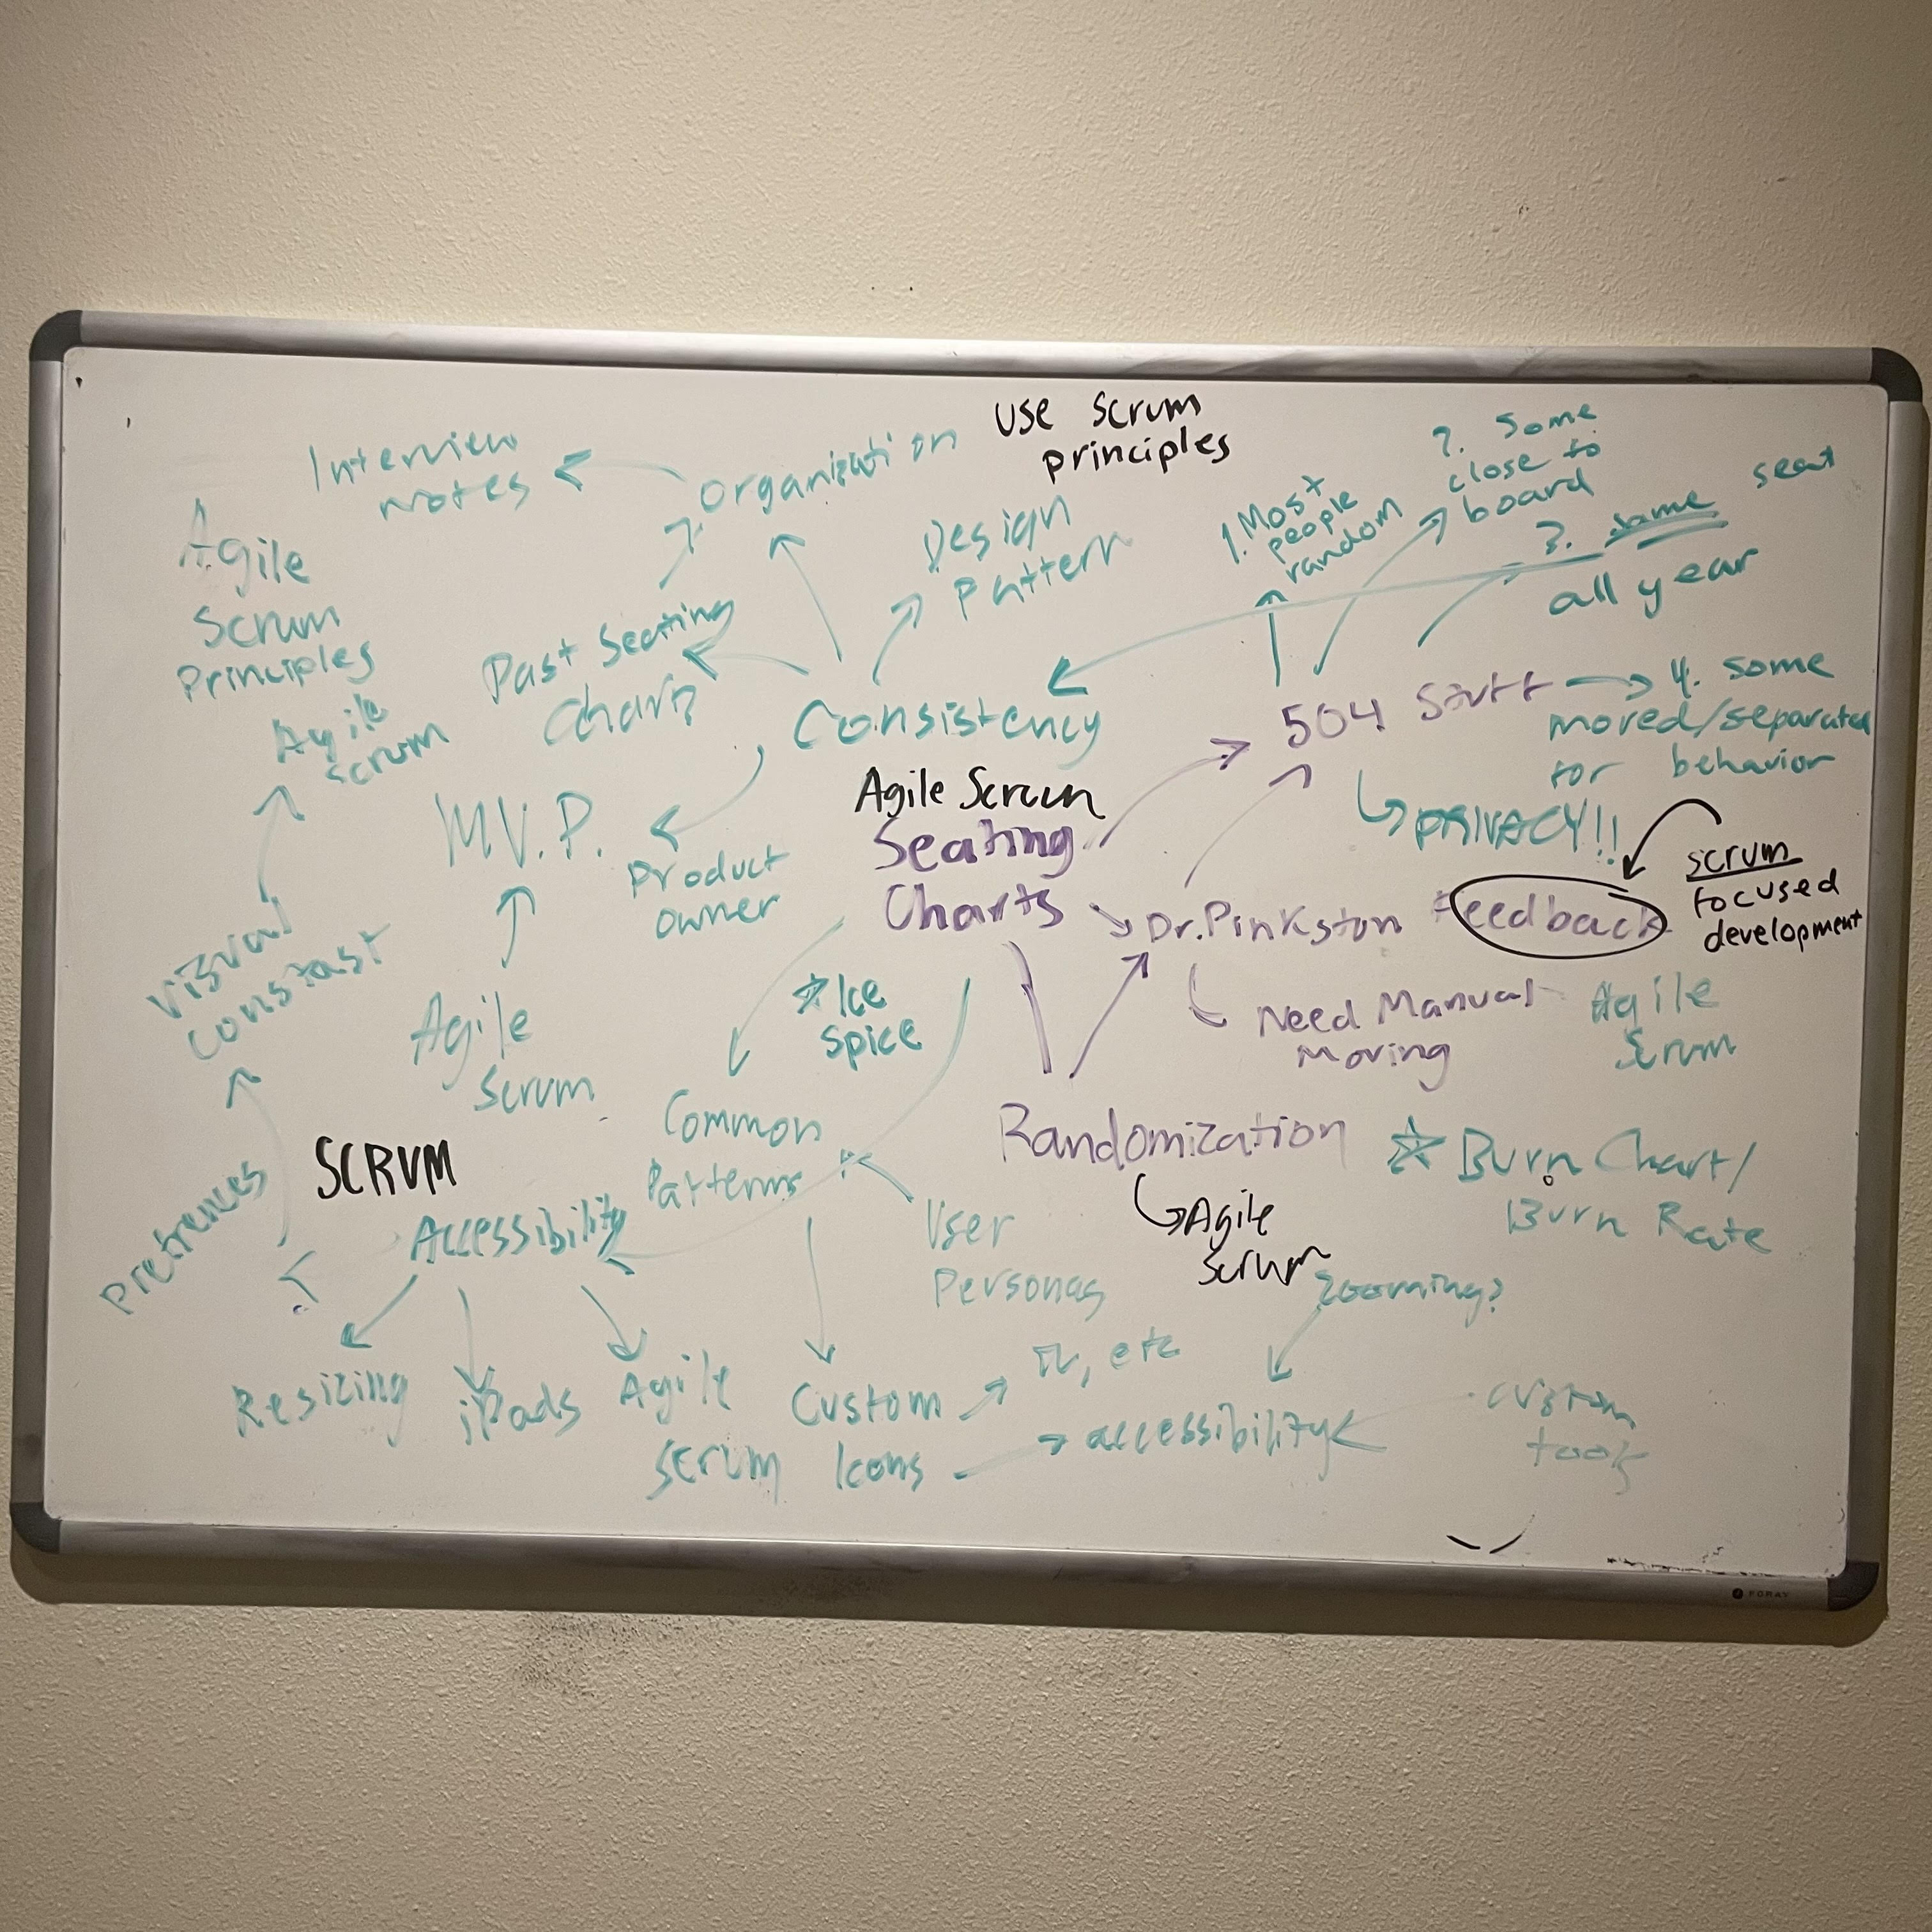 Use Scrum
principles
Interview
notes
Organization
Design
Pattern
1. Most
people
random
?. Some
close to
board
3. same seat
all year
Agile
Scrum
Principles
Agile
Scrum
Past Seating
Charts
Consistency
504 Stuff
4. Some
moved/separated
for behavior
PRIVACY!!
M.V.P.
Product
owner
Agile Scrum
Seating
Charts
Dr. Pinkston
Feedback
scrum
focused
development
Visual
Constast
*Ice
Spice
Need Manual
Moving
Agile
Scrum
Agile
Scrum
SCRUM
Common
Patterns
Randomization
Agile
Scrum
Burn Chart/
Burn Rate
Prefrences
Accessibility
User
Personas
Zooming?
Resizing
iPads
Agile
Scrum
Custom
Icons
TV, etc
accessibility
custom
tools
FORAY